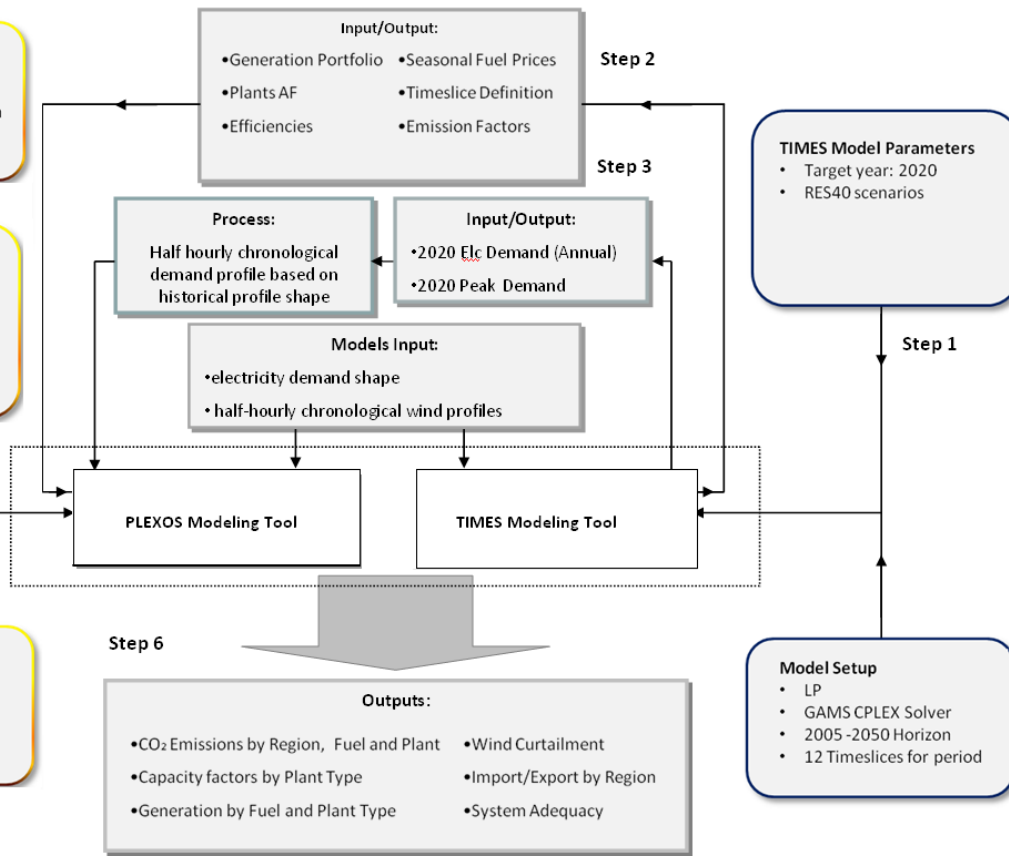 Input/Output:
•Generation Portfolio •Seasonal Fuel Prices
•Plants AF •Timeslice Definition
•Efficiencies •Emission Factors
Step 2
Step 3
TIMES Model Parameters
• Target year: 2020
• RES40 scenarios
Process:
Half hourly chronological
demand profile based on
historical profile shape
Input/Output:
•2020 Elc Demand (Annual)
•2020 Peak Demand
Step 1
Models Input:
•electricity demand shape
• half-hourly chronological wind profiles
PLEXOS Modeling Tool
TIMES Modeling Tool
Step 6
Model Setup
• LP
• GAMS CPLEX Solver
• 2005 -2050 Horizon
• 12 Timeslices for period
Outputs:
•CO₂ Emissions by Region, Fuel and Plant •Wind Curtailment
•Capacity factors by Plant Type •Import/Export by Region
•Generation by Fuel and Plant Type •System Adequacy